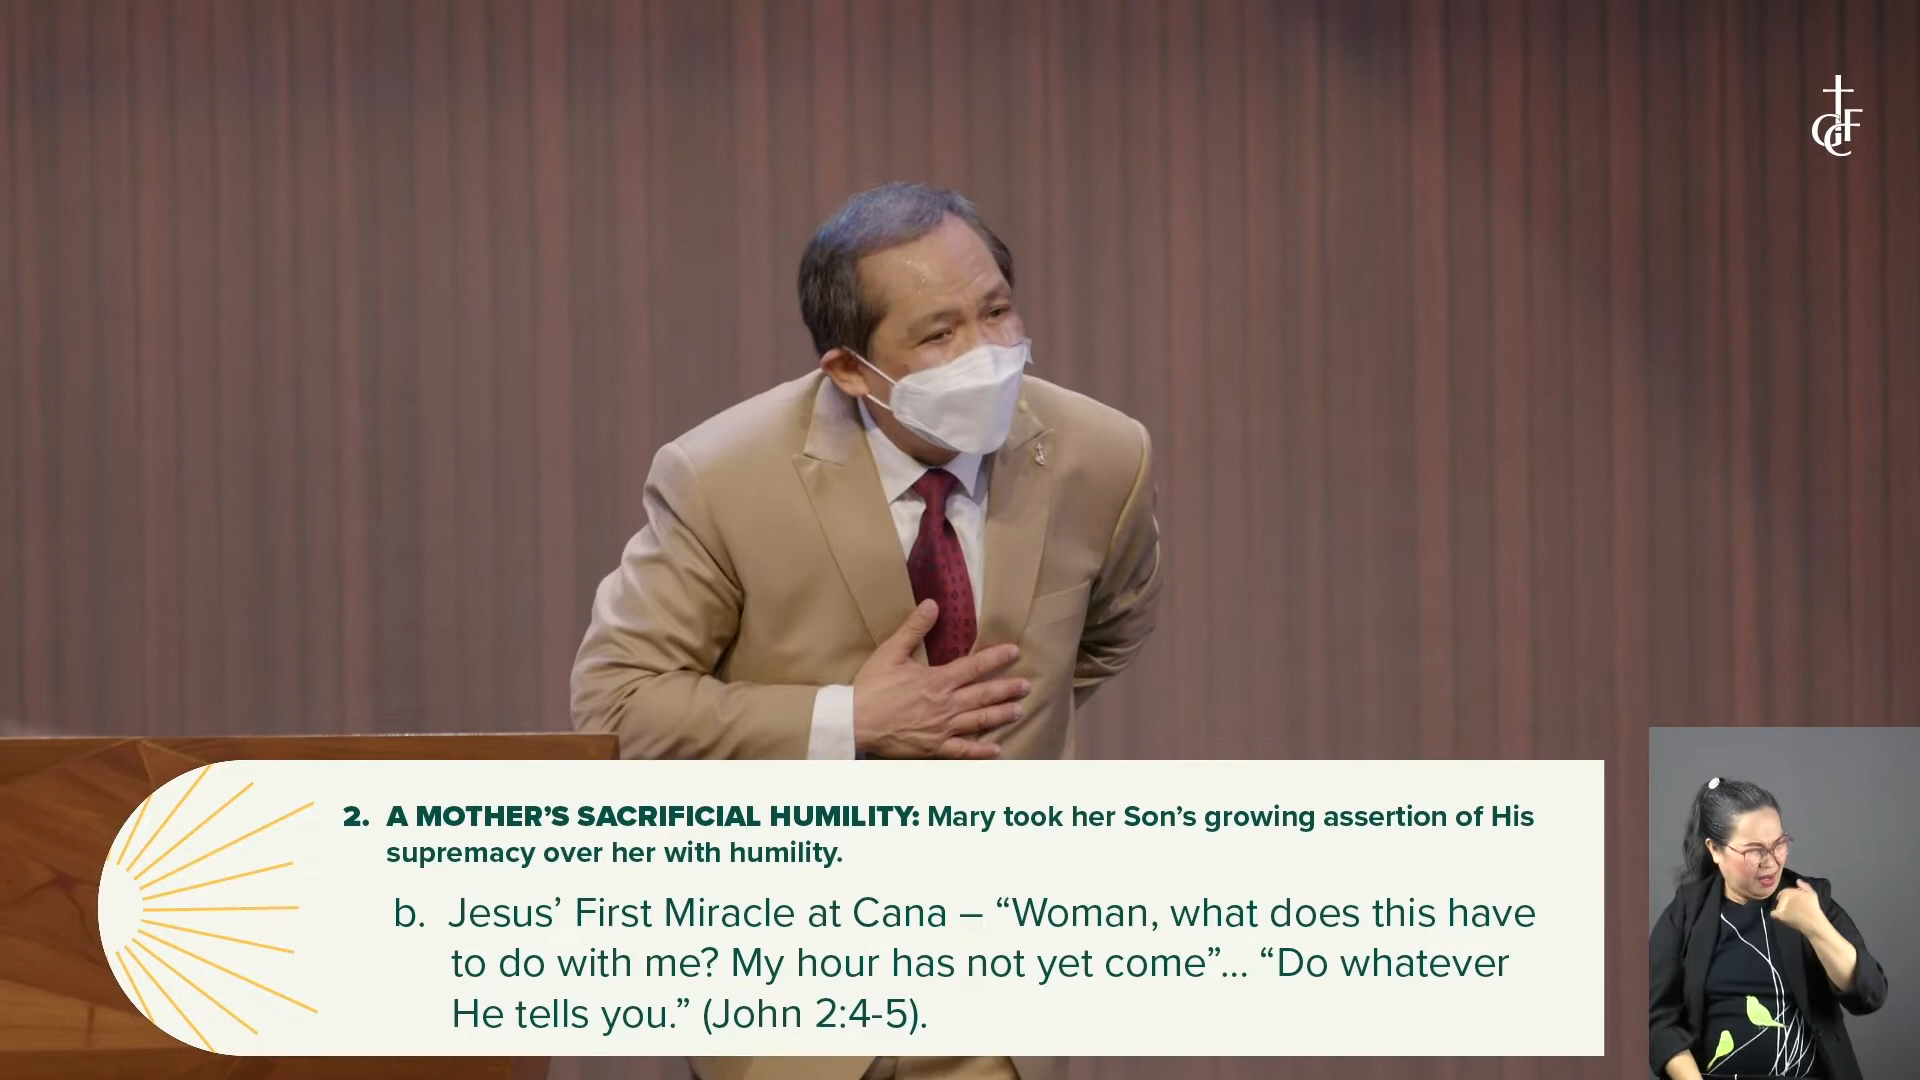 GCF
2. A MOTHER’S SACRIFICIAL HUMILITY: Mary took her Son’s growing assertion of His
supremacy over her with humility.
b. Jesus’ First Miracle at Cana – “Woman, what does this have
to do with me? My hour has not yet come”... “Do whatever
He tells you.” (John 2:4-5).